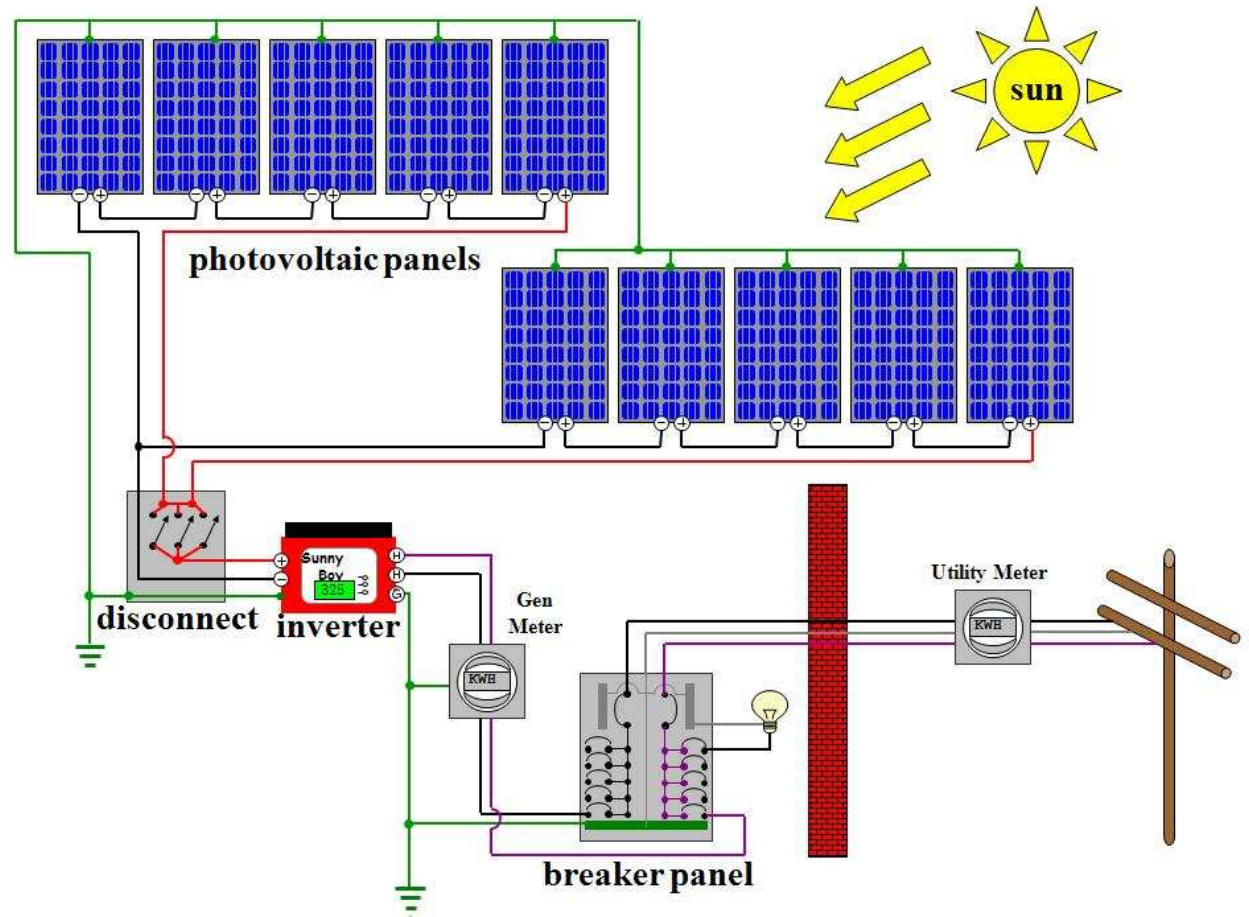 sun
− + − + − + − + − +
photovoltaic panels
− + − + − + − + − +
disconnect
+
−
Sunny
Boy
325
H
H
G
inverter
Gen
Meter
KWH
Utility Meter
KWH
breaker panel